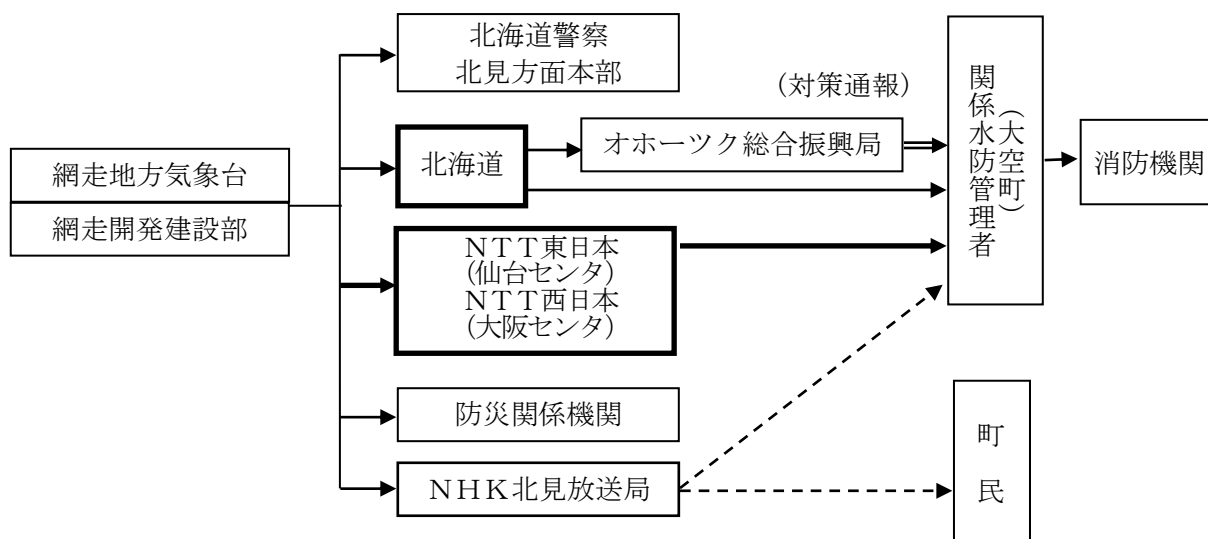 北海道警察
北見方面本部
（対策通報）
関係水防管理者
（大空町）
オホーツク総合振興局
北海道
消防機関
網走地方気象台
網走開発建設部
ＮＴＴ東日本
（仙台センタ）
ＮＴＴ西日本
（大阪センタ）
防災関係機関
ＮＨＫ北見放送局
町民